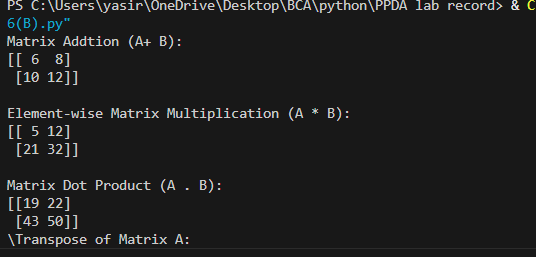 PS C:\Users\yasir\OneDrive\Desktop\BCA\python\PPDA lab record> & C
6(B).py"
Matrix Addtion (A+ B):
[[ 6  8]
 [10 12]]

Element-wise Matrix Multiplication (A * B):
[[ 5 12]
 [21 32]]

Matrix Dot Product (A . B):
[[19 22]
 [43 50]]
\Transpose of Matrix A: